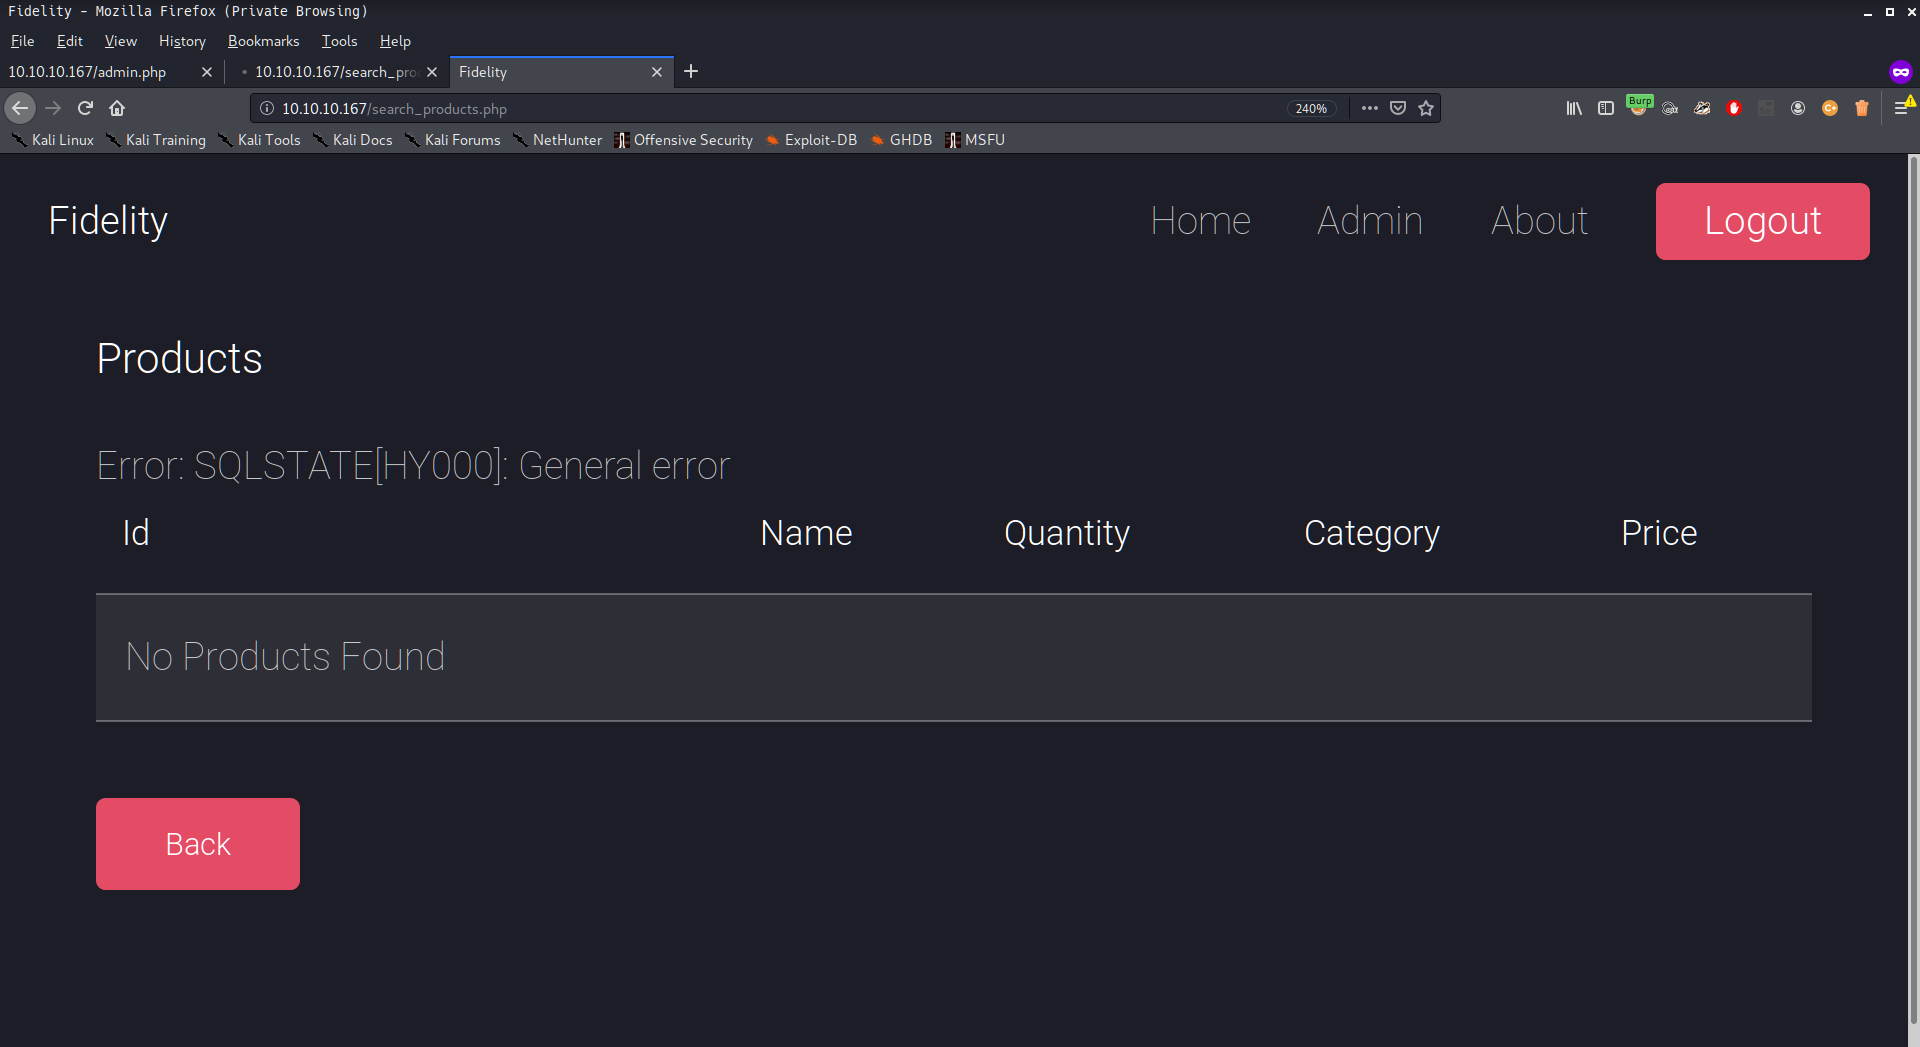 Fidelity - Mozilla Firefox (Private Browsing)
File Edit View History Bookmarks Tools Help
10.10.10.167/admin.php 10.10.10.167/search_pro Fidelity
10.10.10.167/search_products.php 240% Burp
Kali Linux Kali Training Kali Tools Kali Docs Kali Forums NetHunter Offensive Security Exploit-DB GHDB MSFU
Fidelity Home Admin About Logout
Products
Error: SQLSTATE[HY000]: General error
Id Name Quantity Category Price
No Products Found
Back